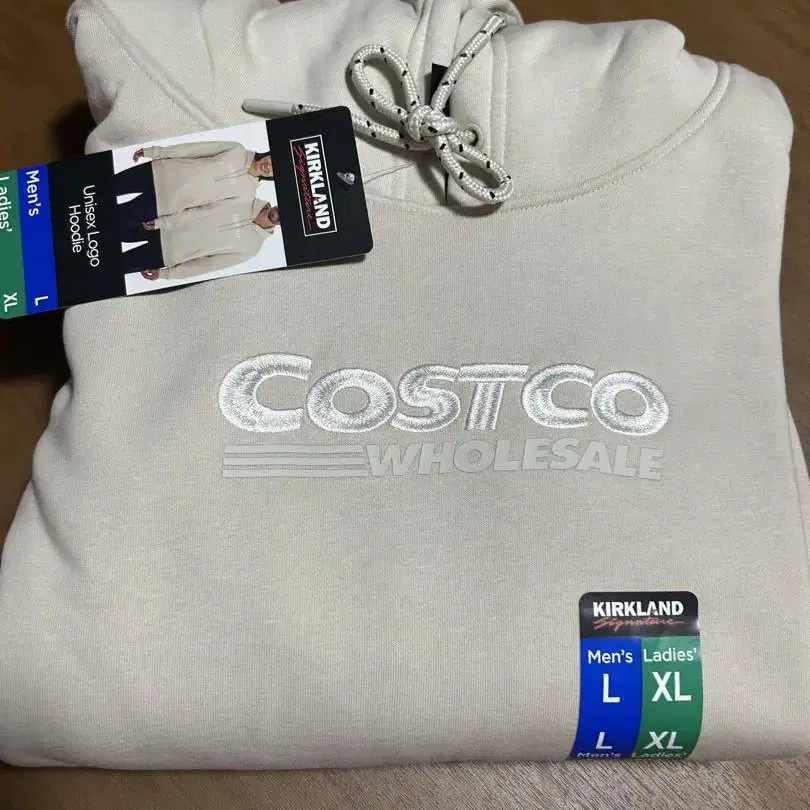 KIRKLAND
Signature
Unisex Logo
Hoodie
Men's L
Ladies' XL
COSTCO
WHOLESALE
KIRKLAND
Signature
Men's Ladies'
L XL
L XL
Men's Ladies'